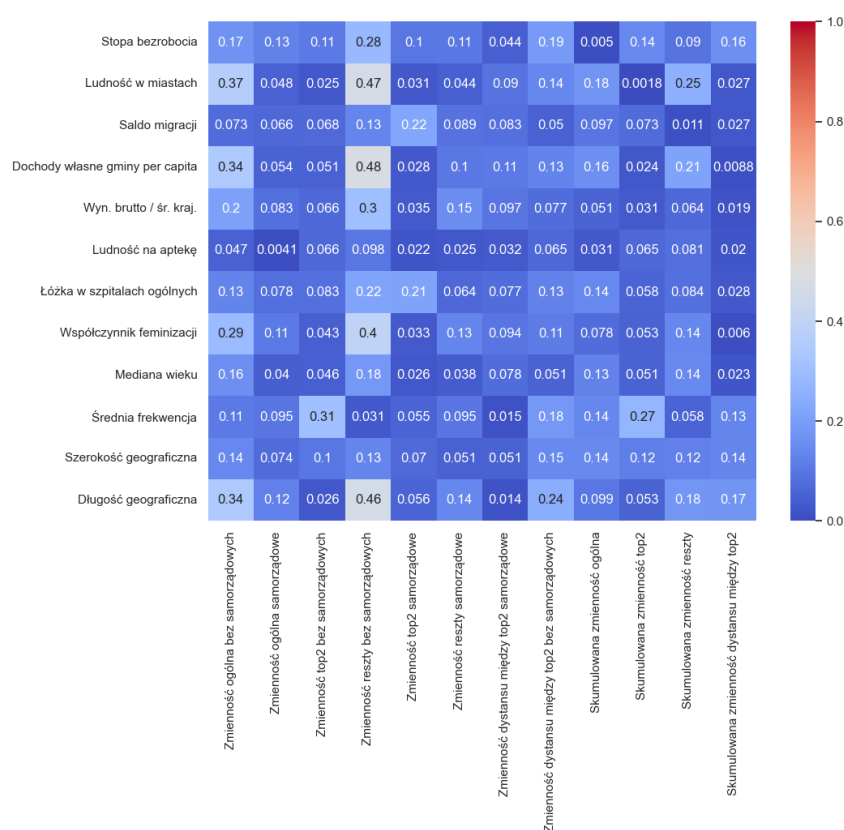 Stopa bezrobocia 0.17 0.13 0.11 0.28 0.1 0.11 0.044 0.19 0.005 0.14 0.09 0.16
Ludność w miastach 0.37 0.048 0.025 0.47 0.031 0.044 0.09 0.14 0.18 0.0018 0.25 0.027
Saldo migracji 0.073 0.066 0.068 0.13 0.22 0.089 0.083 0.05 0.097 0.073 0.011 0.027
Dochody własne gminy per capita 0.34 0.054 0.051 0.48 0.028 0.1 0.11 0.13 0.16 0.024 0.21 0.0088
Wyn. brutto / śr. kraj. 0.2 0.083 0.066 0.3 0.035 0.15 0.097 0.077 0.051 0.031 0.064 0.019
Ludność na aptekę 0.047 0.0041 0.066 0.098 0.022 0.025 0.032 0.065 0.031 0.065 0.081 0.02
Łóżka w szpitalach ogólnych 0.13 0.078 0.083 0.22 0.21 0.064 0.077 0.13 0.14 0.058 0.084 0.028
Współczynnik feminizacji 0.29 0.11 0.043 0.4 0.033 0.13 0.094 0.11 0.078 0.053 0.14 0.006
Mediana wieku 0.16 0.04 0.046 0.18 0.026 0.038 0.078 0.051 0.13 0.051 0.14 0.023
Średnia frekwencja 0.11 0.095 0.31 0.031 0.055 0.095 0.015 0.18 0.14 0.27 0.058 0.13
Szerokość geograficzna 0.14 0.074 0.1 0.13 0.07 0.051 0.051 0.15 0.14 0.12 0.12 0.14
Długość geograficzna 0.34 0.12 0.026 0.46 0.056 0.14 0.014 0.24 0.099 0.053 0.18 0.17
Zmienność ogólna bez samorządowych
Zmienność ogólna samorządowe
Zmienność top2 bez samorządowych
Zmienność reszty bez samorządowych
Zmienność top2 samorządowe
Zmienność reszty samorządowe
Zmienność dystansu między top2 samorządowe
Zmienność dystansu między top2 bez samorządowych
Skumulowana zmienność ogólna
Skumulowana zmienność top2
Skumulowana zmienność reszty
Skumulowana zmienność dystansu między top2
1.0
0.8
0.6
0.4
0.2
0.0